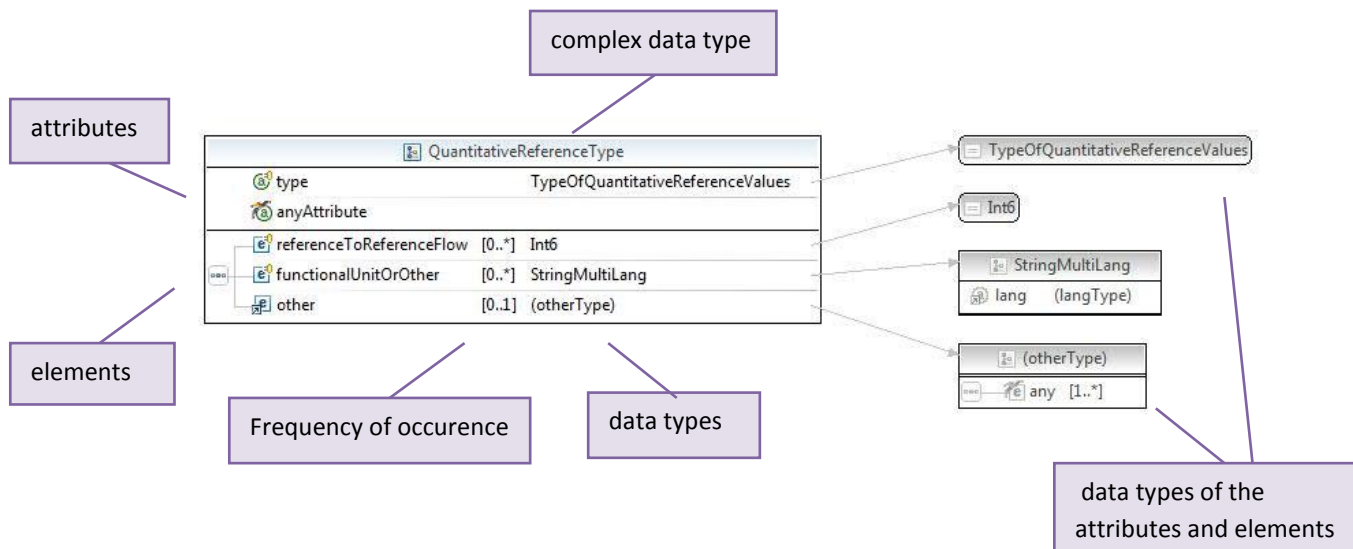 complex data type
attributes
QuantitativeReferenceType
type TypeOfQuantitativeReferenceValues
anyAttribute
referenceToReferenceFlow [0..*] Int6
functionalUnitOrOther [0..*] StringMultiLang
other [0..1] (otherType)
TypeOfQuantitativeReferenceValues
Int6
StringMultiLang
lang (langType)
(otherType)
any [1..*]
elements
Frequency of occurence
data types
data types of the
attributes and elements